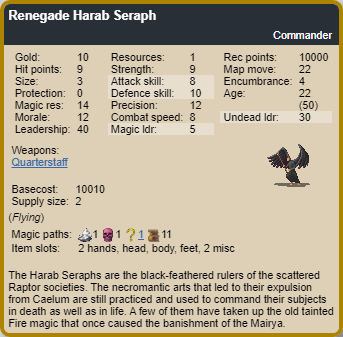 Renegade Harab Seraph
Commander
Gold: 10 Resources: 1 Rec points: 10000
Hit points: 9 Strength: 9 Map move: 22
Size: 3 Attack skill: 8 Encumbrance: 4
Protection: 0 Defence skill: 10 Age: 22
Magic res: 14 Precision: 12 (50)
Morale: 12 Combat speed: 8 Undead ldr: 30
Leadership: 40 Magic ldr: 5
Weapons:
Quarterstaff
Basecost: 10010
Supply size: 2
(Flying)
Magic paths: 1 1 ? 1 11
Item slots: 2 hands, head, body, feet, 2 misc
The Harab Seraphs are the black-feathered rulers of the scattered
Raptor societies. The necromantic arts that led to their expulsion
from Caelum are still practiced and used to command their subjects
in death as well as in life. A few of them have taken up the old tainted
Fire magic that once caused the banishment of the Mairya.